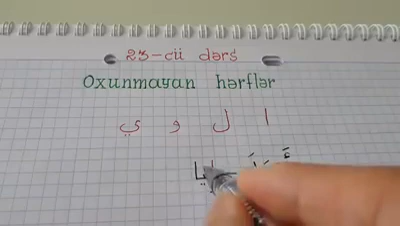 23-cü dərs
Oxunmayan hərflər
ا ل و ي